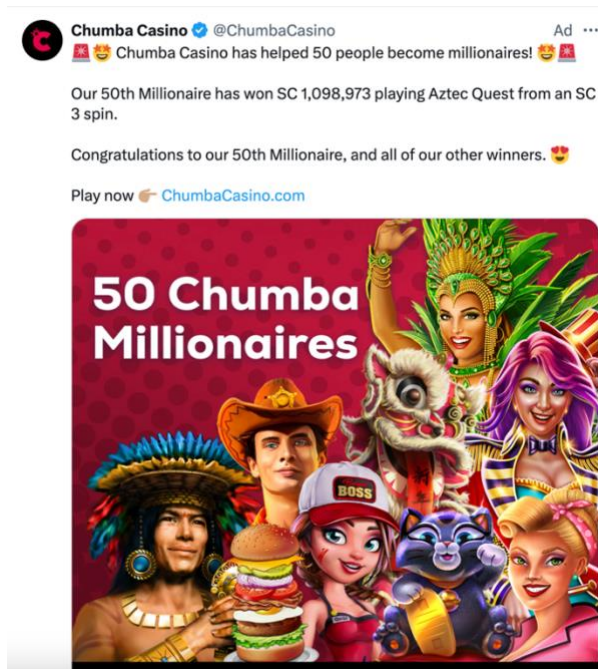 Chumba Casino @ChumbaCasino Ad ...
🚨🤩 Chumba Casino has helped 50 people become millionaires! 🤩🚨
Our 50th Millionaire has won SC 1,098,973 playing Aztec Quest from an SC
3 spin.
Congratulations to our 50th Millionaire, and all of our other winners. 😍
Play now 👉🏼 ChumbaCasino.com
50 Chumba
Millionaires
BOSS